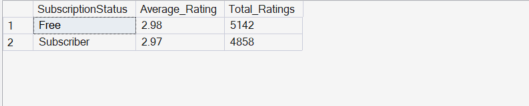 SubscriptionStatus Average_Rating Total_Ratings
1 Free 2.98 5142
2 Subscriber 2.97 4858